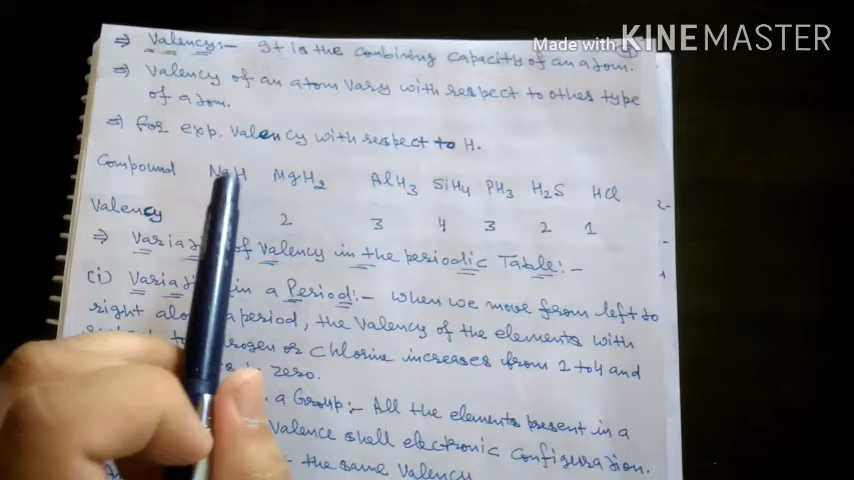 Made with KINEMASTER
⇒ Valency:- It is the combining capacity of an atom.
⇒ Valency of an atom vary with respect to other type
of atom.
⇒ for exp. valency with respect to H.
Compound NaH MgH2 AlH3 SiH4 PH3 H2S HCl
Valency 2 3 4 3 2 1
⇒ Variation of valency in the periodic Table:-
(i) Variation in a Period:- When we move from left to
right along a period, the valency of the elements with
or Chlorine increases from 1 to 4 and
zero.
a Group:- All the elements present in a
valence shell electronic configuration.
the same valency